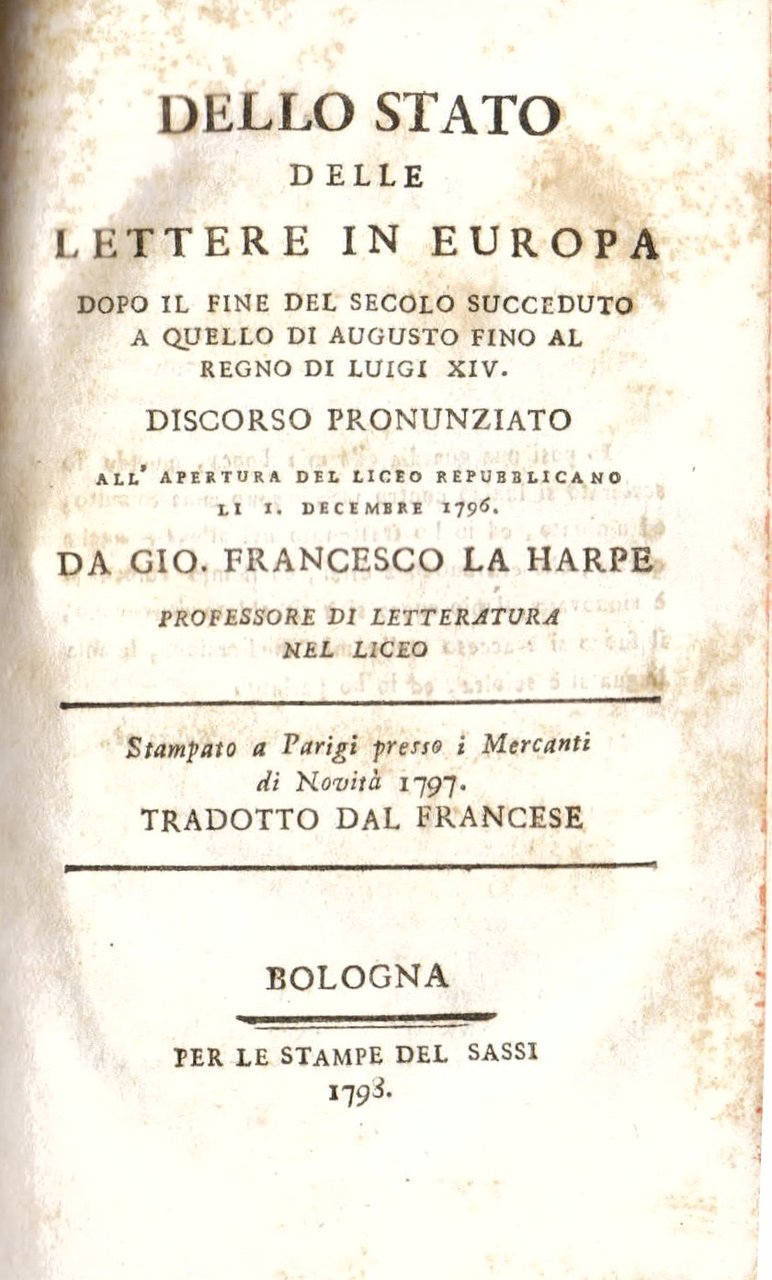 DELLO STATO
DELLE
LETTERE IN EUROPA
DOPO IL FINE DEL SECOLO SUCCEDUTO
A QUELLO DI AUGUSTO FINO AL
REGNO DI LUIGI XIV.
DISCORSO PRONUNZIATO
ALL' APERTURA DEL LICEO REPUBBLICANO
LI 1. DECEMBRE 1796.
DA GIO. FRANCESCO LA HARPE
PROFESSORE DI LETTERATURA
NEL LICEO
Stampato a Parigi presso i Mercanti
di Novità 1797.
TRADOTTO DAL FRANCESE
BOLOGNA
PER LE STAMPE DEL SASSI
1798.